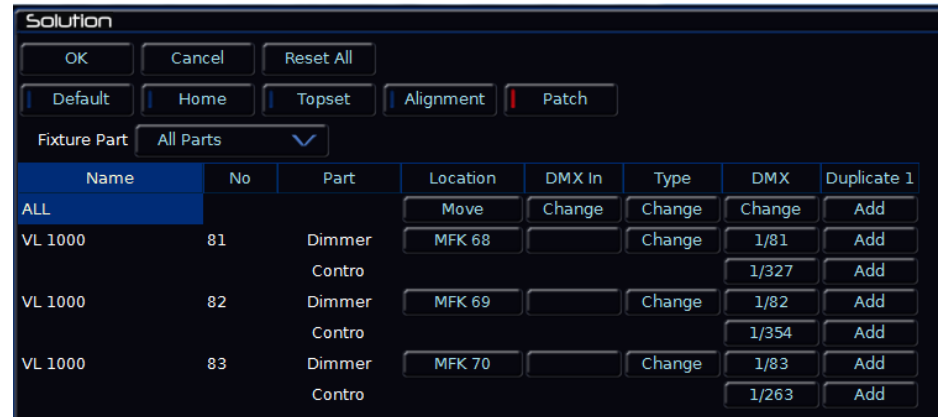 Solution
OK Cancel Reset All
Default Home Topset Alignment Patch
Fixture Part All Parts
Name No Part Location DMX In Type DMX Duplicate 1
ALL Move Change Change Change Add
VL 1000 81 Dimmer MFK 68 Change 1/81 Add
Contro 1/327 Add
VL 1000 82 Dimmer MFK 69 Change 1/82 Add
Contro 1/354 Add
VL 1000 83 Dimmer MFK 70 Change 1/83 Add
Contro 1/263 Add